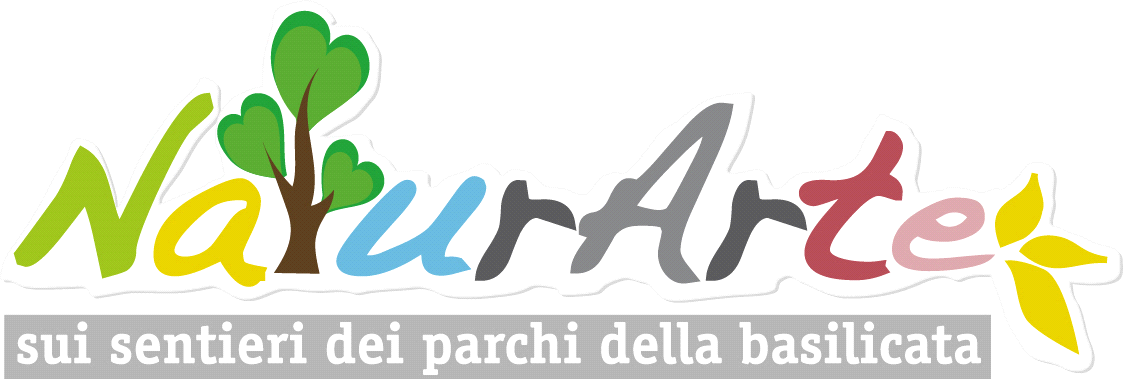 NaturArte
sui sentieri dei parchi della basilicata